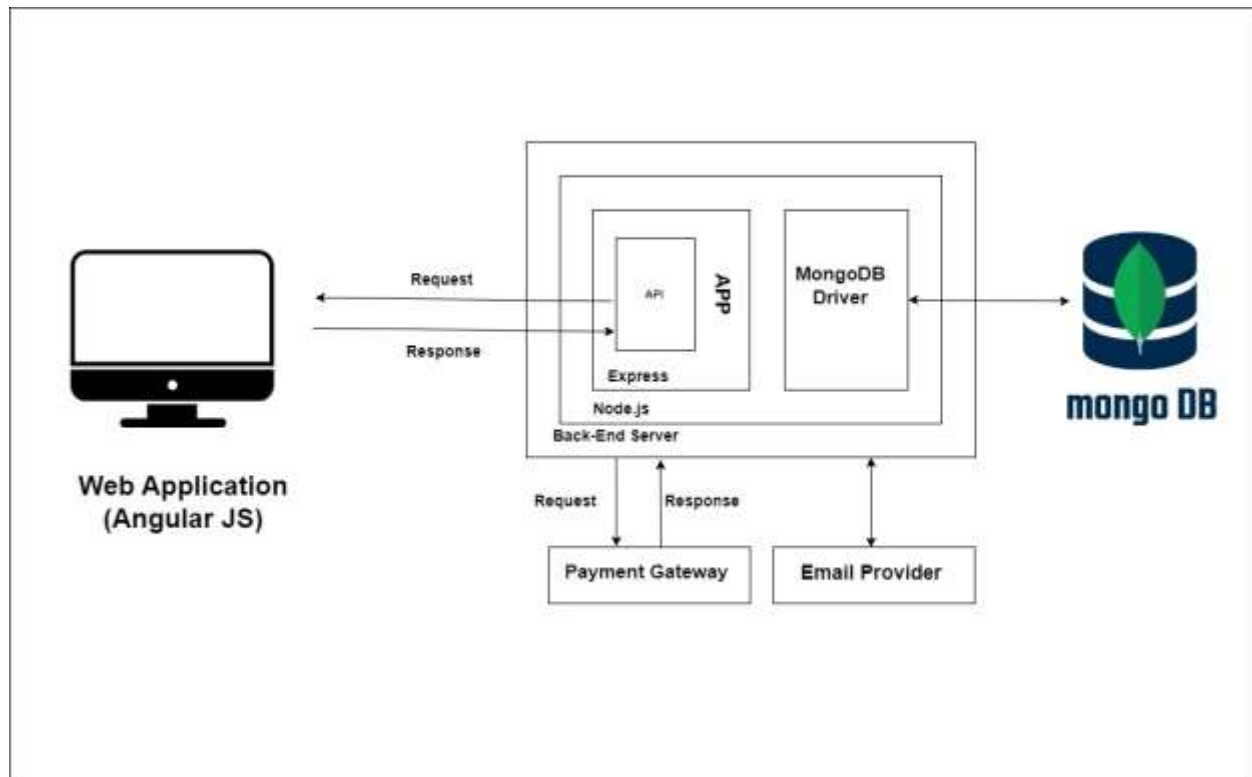 Request
Response
Web Application
(Angular JS)
API
APP
Express
Node.js
Back-End Server
MongoDB
Driver
mongo DB
Request
Response
Payment Gateway
Email Provider